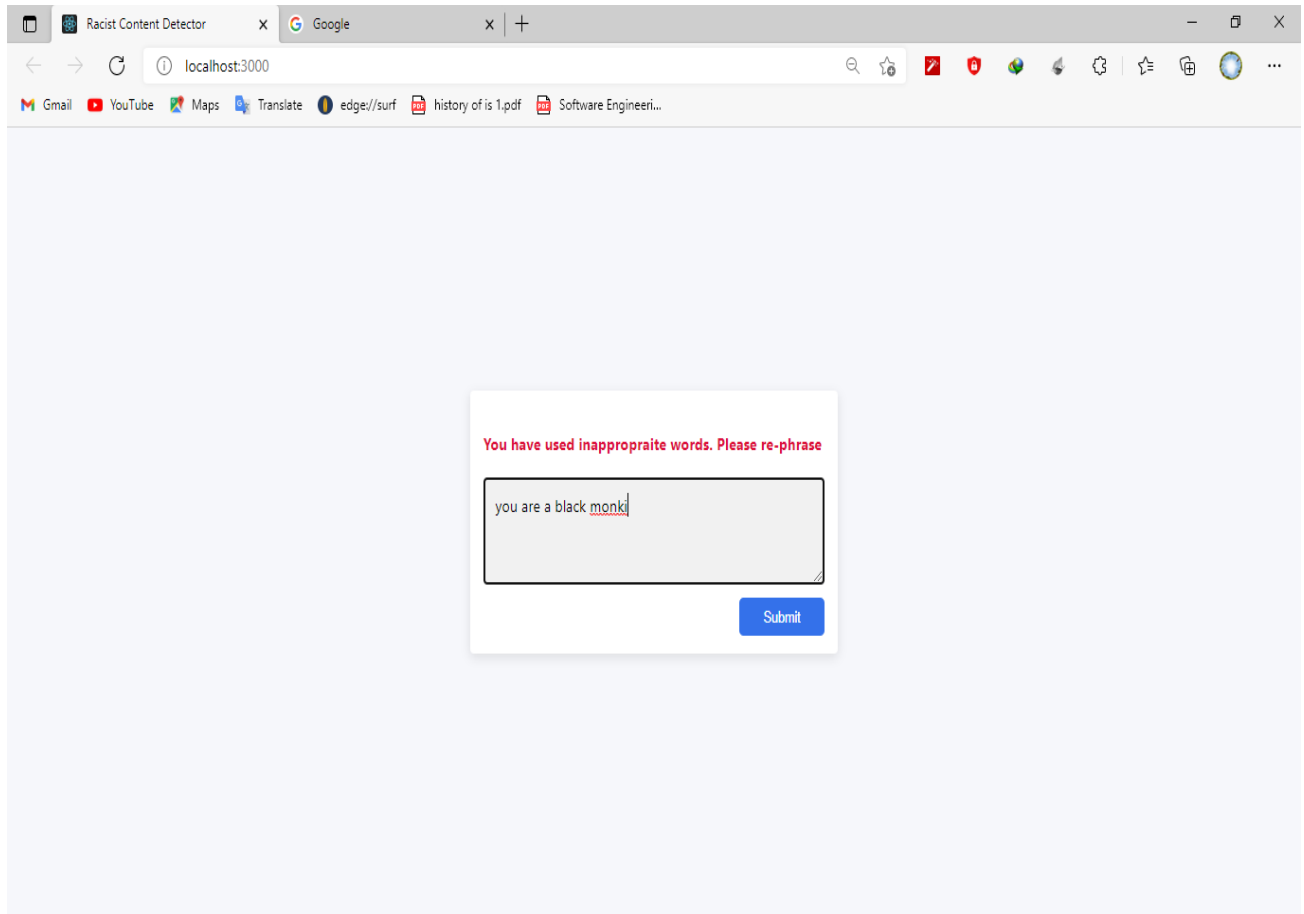 Racist Content Detector Google
localhost:3000
Gmail YouTube Maps Translate edge://surf history of is 1.pdf Software Engineeri...
You have used inappropraite words. Please re-phrase
you are a black monki
Submit